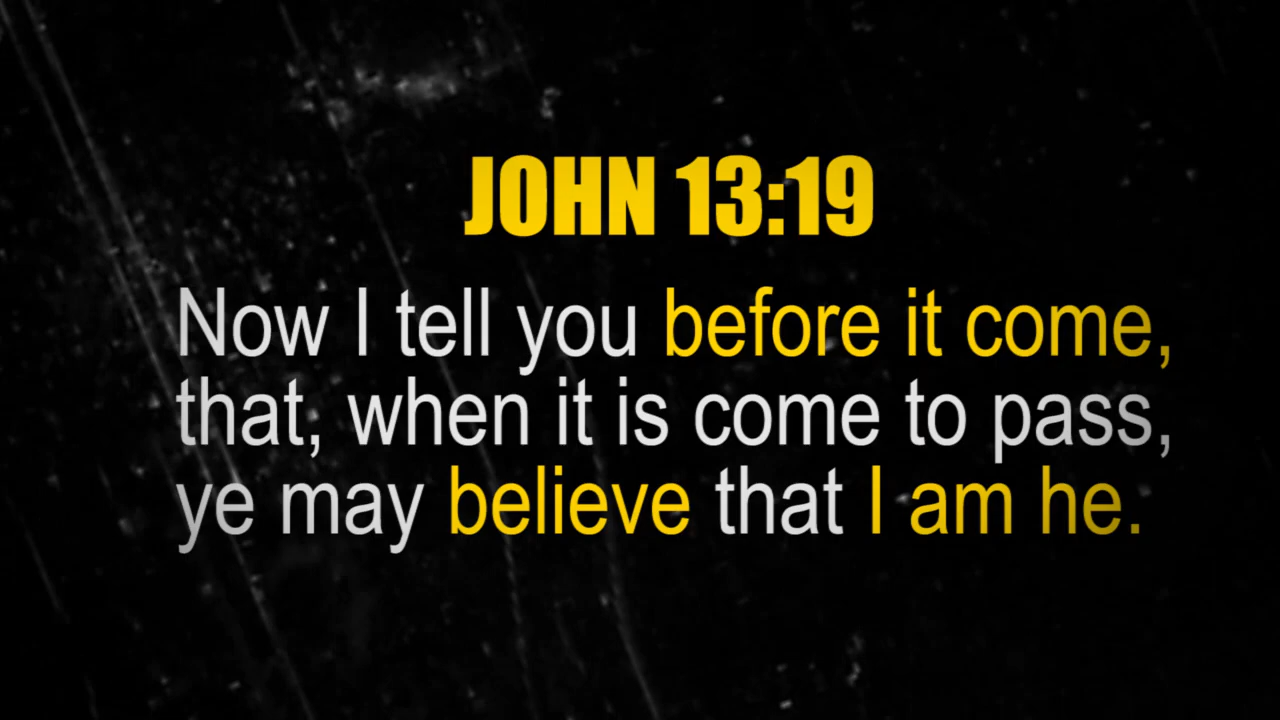 JOHN 13:19
Now I tell you before it come,
that, when it is come to pass,
ye may believe that I am he.